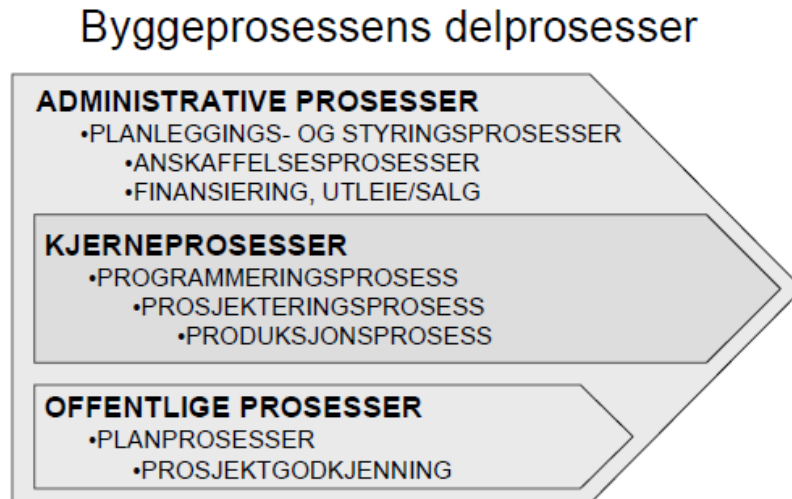 Byggeprosessens delprosesser
ADMINISTRATIVE PROSESSER
•PLANLEGGINGS- OG STYRINGSPROSESSER
•ANSKAFFELSESPROSESSER
•FINANSIERING, UTLEIE/SALG
KJERNEPROSESSER
•PROGRAMMERINGSPROSESS
•PROSJEKTERINGSPROSESS
•PRODUKSJONSPROSESS
OFFENTLIGE PROSESSER
•PLANPROSESSER
•PROSJEKTGODKJENNING